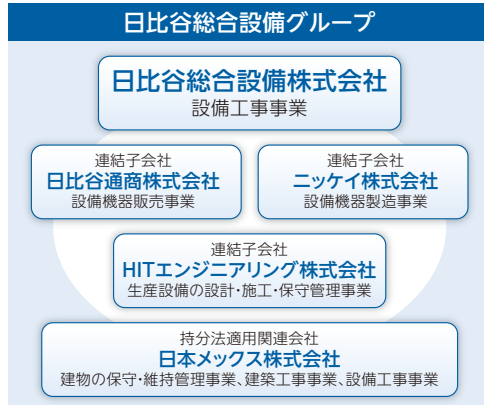 日比谷総合設備グループ
日比谷総合設備株式会社
設備工事事業
連結子会社
日比谷通商株式会社
設備機器販売事業
連結子会社
ニッケイ株式会社
設備機器製造事業
連結子会社
HITエンジニアリング株式会社
生産設備の設計・施工・保守管理事業
持分法適用関連会社
日本メックス株式会社
建物の保守・維持管理事業、建築工事事業、設備工事事業